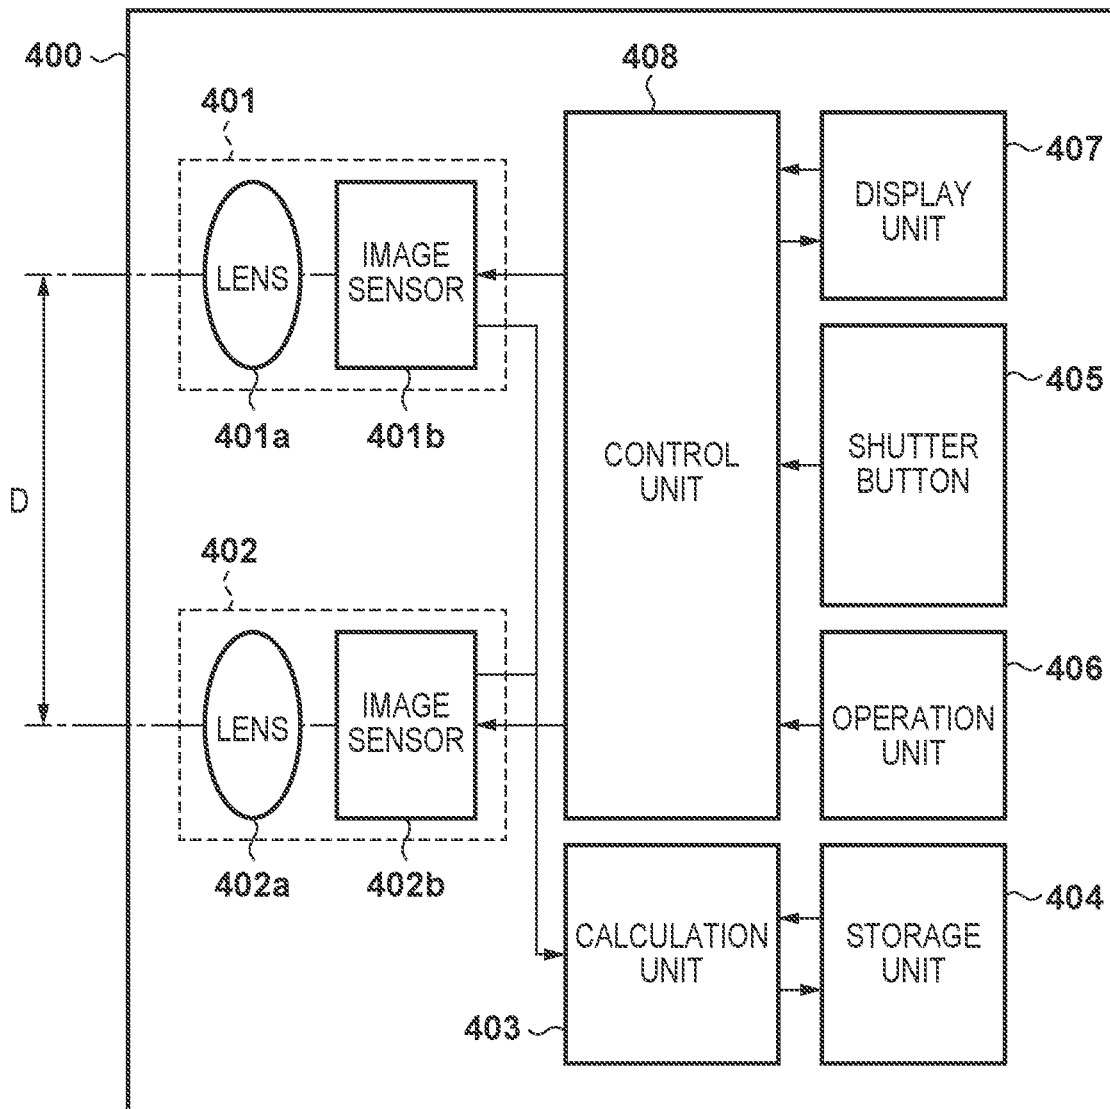 400
408
401
407
DISPLAY
UNIT
LENS
IMAGE
SENSOR
405
401a
401b
CONTROL
UNIT
SHUTTER
BUTTON
D
402
406
LENS
IMAGE
SENSOR
OPERATION
UNIT
402a
402b
404
CALCULATION
UNIT
STORAGE
UNIT
403